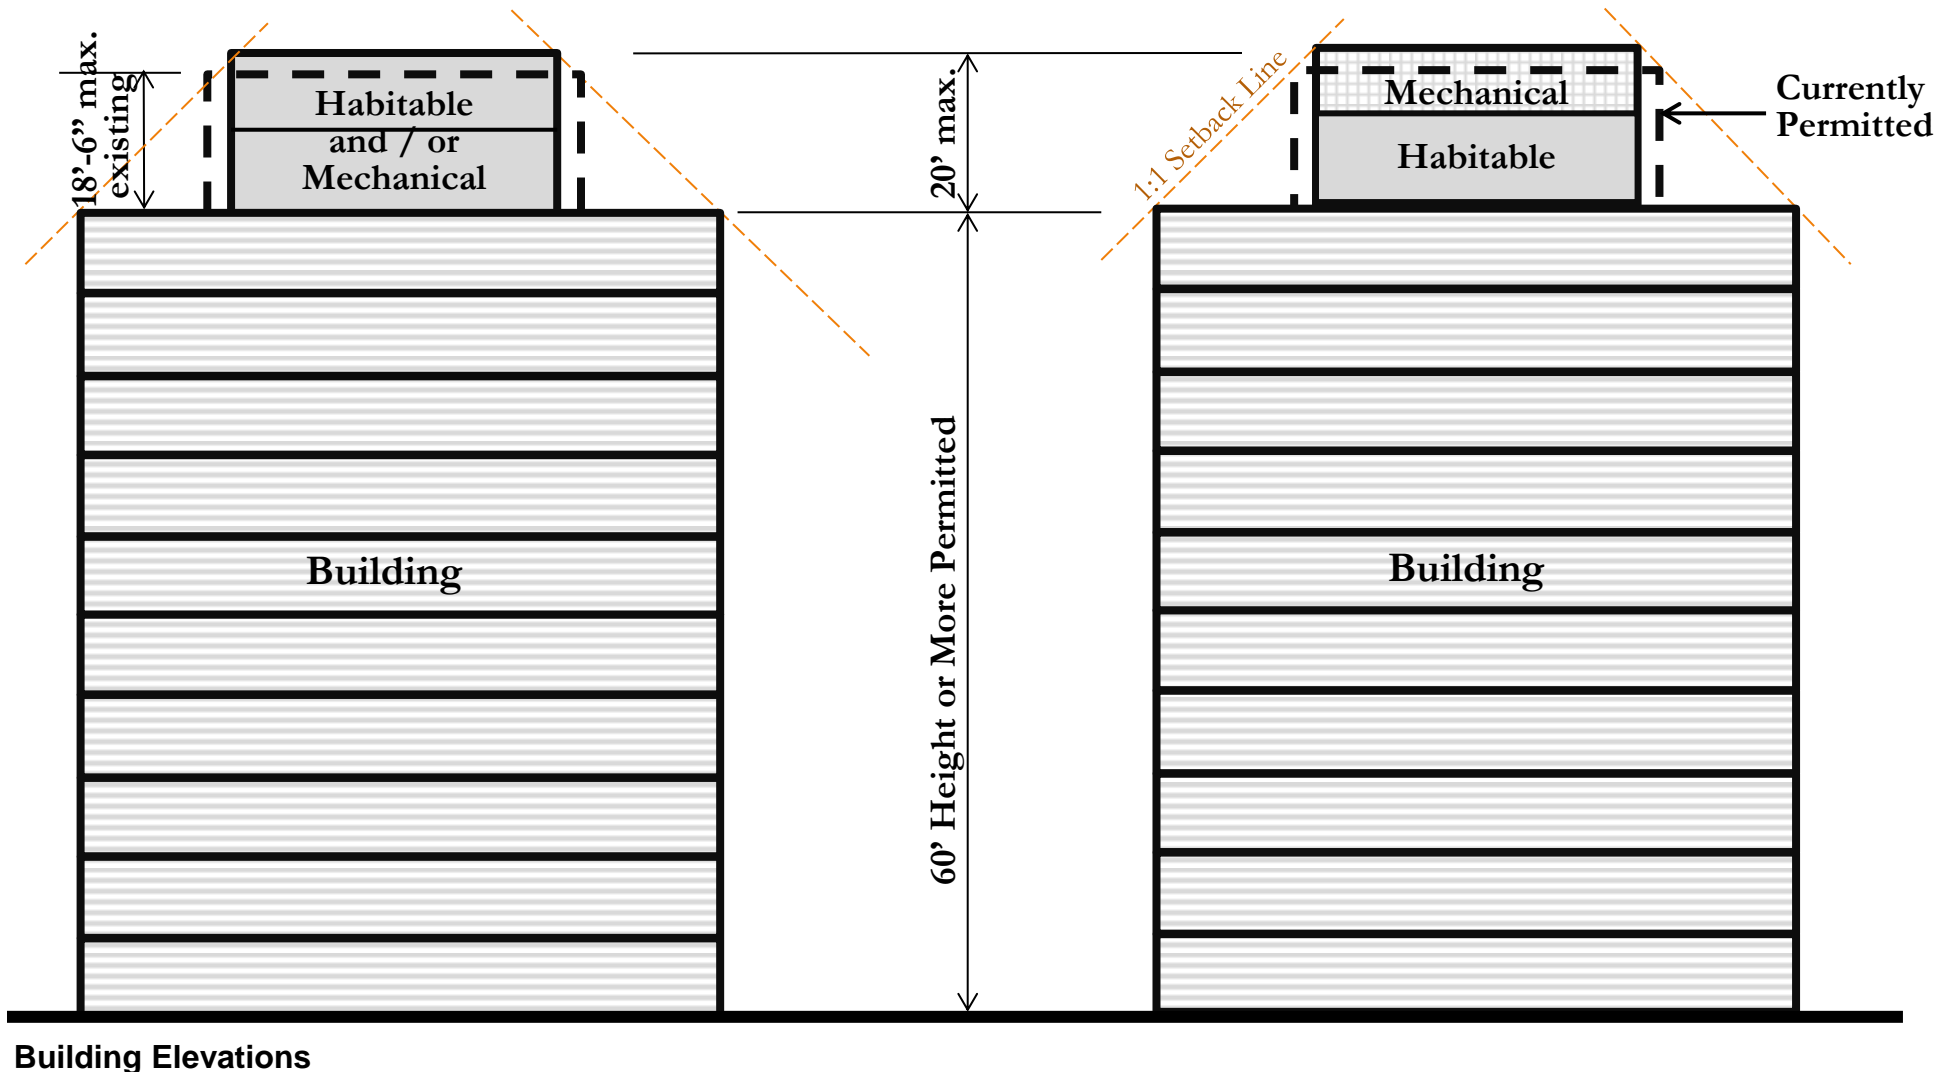 18’-6” max.
existing
Habitable
and / or
Mechanical
20’ max.
1:1 Setback Line
Mechanical
Habitable
Currently
Permitted
Building
60’ Height or More Permitted
Building
Building Elevations